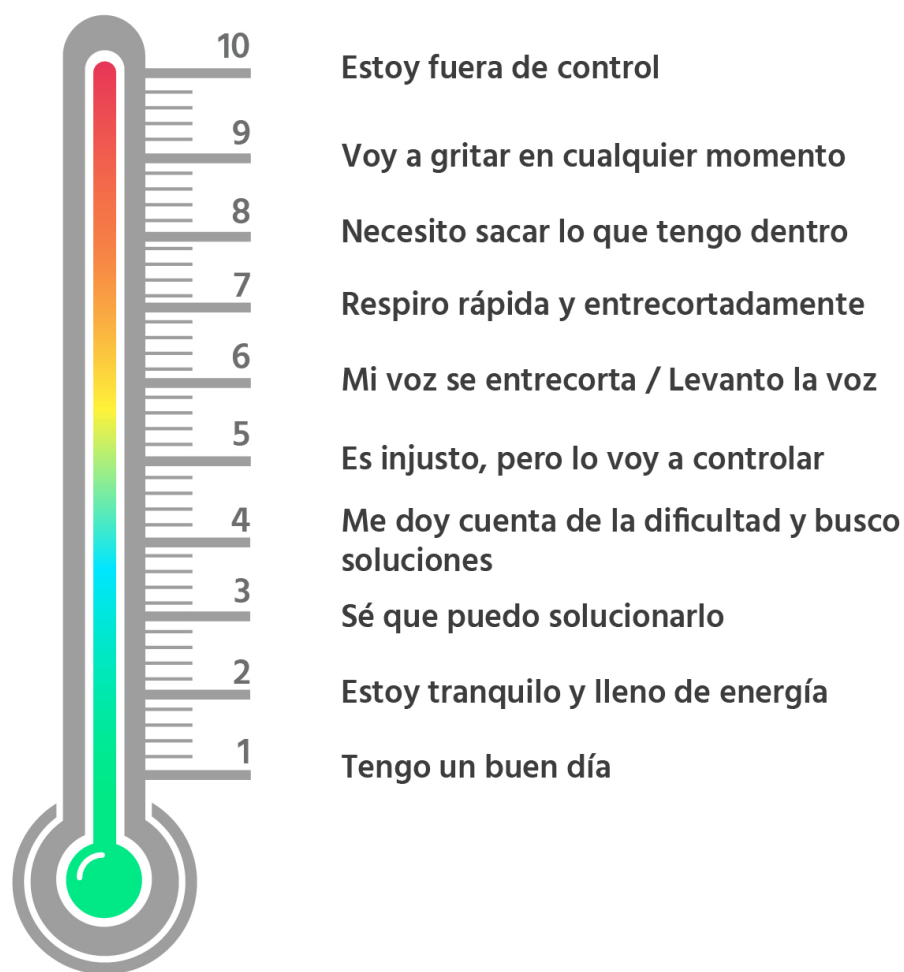 10
Estoy fuera de control
9
Voy a gritar en cualquier momento
8
Necesito sacar lo que tengo dentro
7
Respiro rápida y entrecortadamente
6
Mi voz se entrecorta / Levanto la voz
5
Es injusto, pero lo voy a controlar
4
Me doy cuenta de la dificultad y busco
soluciones
3
Sé que puedo solucionarlo
2
Estoy tranquilo y lleno de energía
1
Tengo un buen día